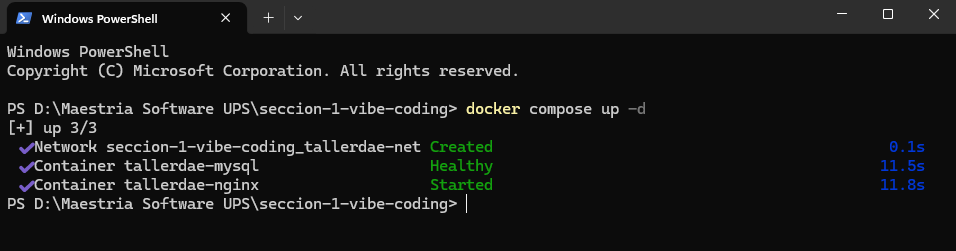 Windows PowerShell
Windows PowerShell
Copyright (C) Microsoft Corporation. All rights reserved.
PS D:\Maestria Software UPS\seccion-1-vibe-coding> docker compose up -d
[+] up 3/3
✔Network seccion-1-vibe-coding_tallerdae-net Created 0.1s
✔Container tallerdae-mysql Healthy 11.5s
✔Container tallerdae-nginx Started 11.8s
PS D:\Maestria Software UPS\seccion-1-vibe-coding>